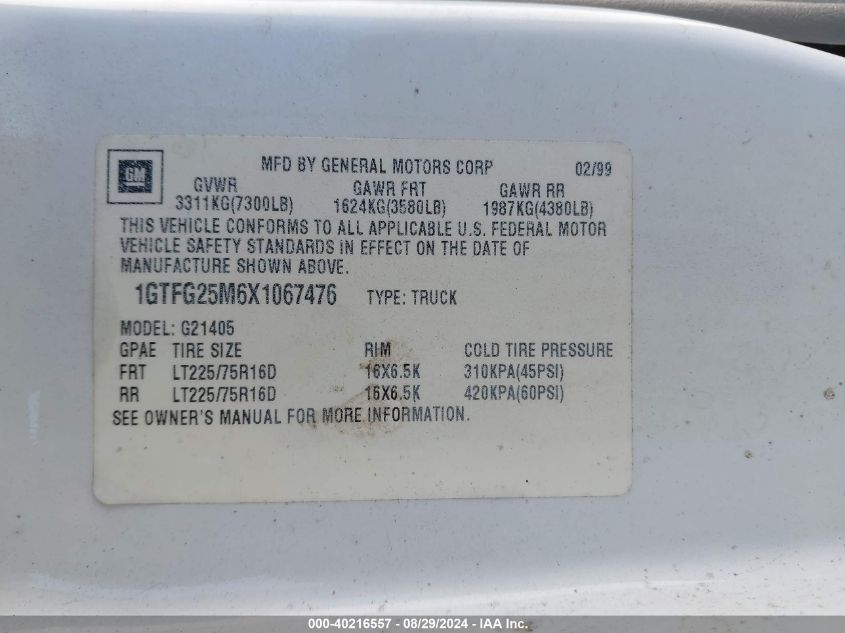 GM
MFD BY GENERAL MOTORS CORP 02/99
GVWR GAWR FRT GAWR RR
3311KG(7300LB) 1624KG(3580LB) 1987KG(4380LB)
THIS VEHICLE CONFORMS TO ALL APPLICABLE U.S. FEDERAL MOTOR
VEHICLE SAFETY STANDARDS IN EFFECT ON THE DATE OF
MANUFACTURE SHOWN ABOVE.
1GTFG25M6X1067476 TYPE: TRUCK
MODEL: G21405
GPAE TIRE SIZE RIM COLD TIRE PRESSURE
FRT LT225/75R16D 16X6.5K 310KPA(45PSI)
RR LT225/75R16D 16X6.5K 420KPA(60PSI)
SEE OWNER'S MANUAL FOR MORE INFORMATION.
000-40216557 - 08/29/2024 - IAA Inc.